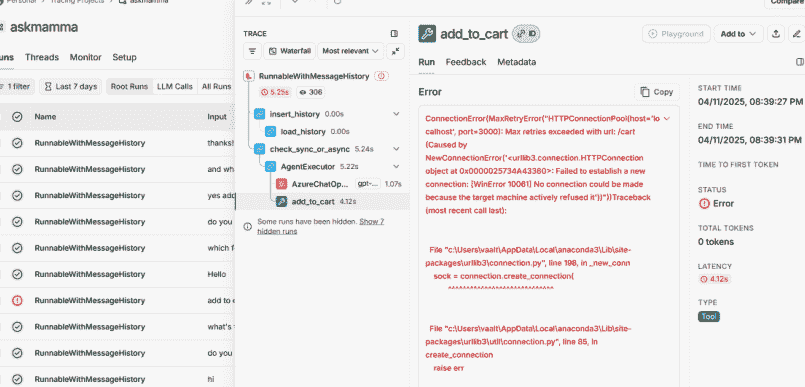 Personal
Tracing Projects
askmamma
Compare
askmamma
Runs Threads Monitor Setup
1 filter
Last 7 days
Root Runs
LLM Calls
All Runs
Name
Input
RunnableWithMessageHistory thanks!
RunnableWithMessageHistory and wh
RunnableWithMessageHistory yes add
RunnableWithMessageHistory do you
RunnableWithMessageHistory which f
RunnableWithMessageHistory Hello
RunnableWithMessageHistory add to c
RunnableWithMessageHistory what's
RunnableWithMessageHistory do you
RunnableWithMessageHistory hi
TRACE
Waterfall
Most relevant
RunnableWithMessageHistory
5.25s
306
insert_history 0.00s
load_history 0.00s
check_sync_or_async 5.24s
AgentExecutor 5.22s
AzureChatOp... gpt-... 1.07s
add_to_cart 4.12s
Some runs have been hidden. Show 7
hidden runs
add_to_cart
ID
Playground
Add to
Run Feedback Metadata
Error
Copy
ConnectionError(MaxRetryError("HTTPConnectionPool(host='lo
calhost', port=3000): Max retries exceeded with url: /cart
(Caused by
NewConnectionError('<urllib3.connection.HTTPConnection
object at 0x0000025734A43380>: Failed to establish a new
connection: [WinError 10061] No connection could be made
because the target machine actively refused it'))"))Traceback
(most recent call last):
File "c:\Users\vaalt\AppData\Local\anaconda3\Lib\site-
packages\urllib3\connection.py", line 198, in _new_conn
sock = connection.create_connection(
^^^^^^^^^^^^^^^^^^^^^^^^^^^
File "c:\Users\vaalt\AppData\Local\anaconda3\Lib\site-
packages\urllib3\util\connection.py", line 85, in
create_connection
raise err
START TIME
04/11/2025, 08:39:27 PM
END TIME
04/11/2025, 08:39:31 PM
TIME TO FIRST TOKEN
STATUS
Error
TOTAL TOKENS
0 tokens
LATENCY
4.12s
TYPE
Tool